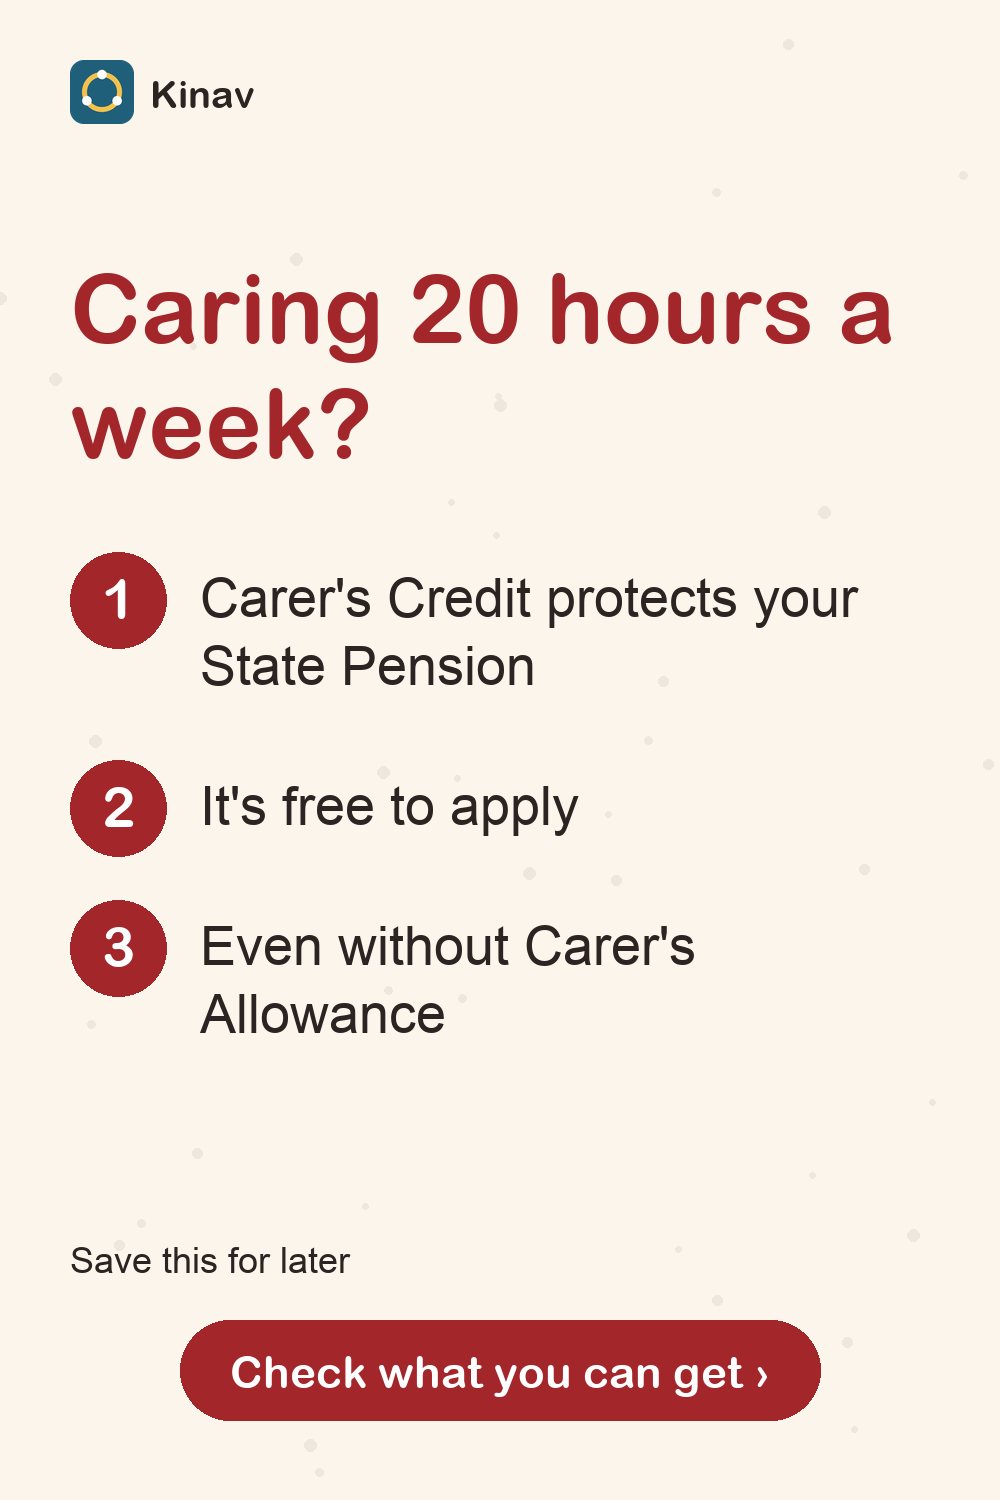 Kinav
Caring 20 hours a
week?
1
Carer's Credit protects your
State Pension
2
It's free to apply
3
Even without Carer's
Allowance
Save this for later
Check what you can get ›